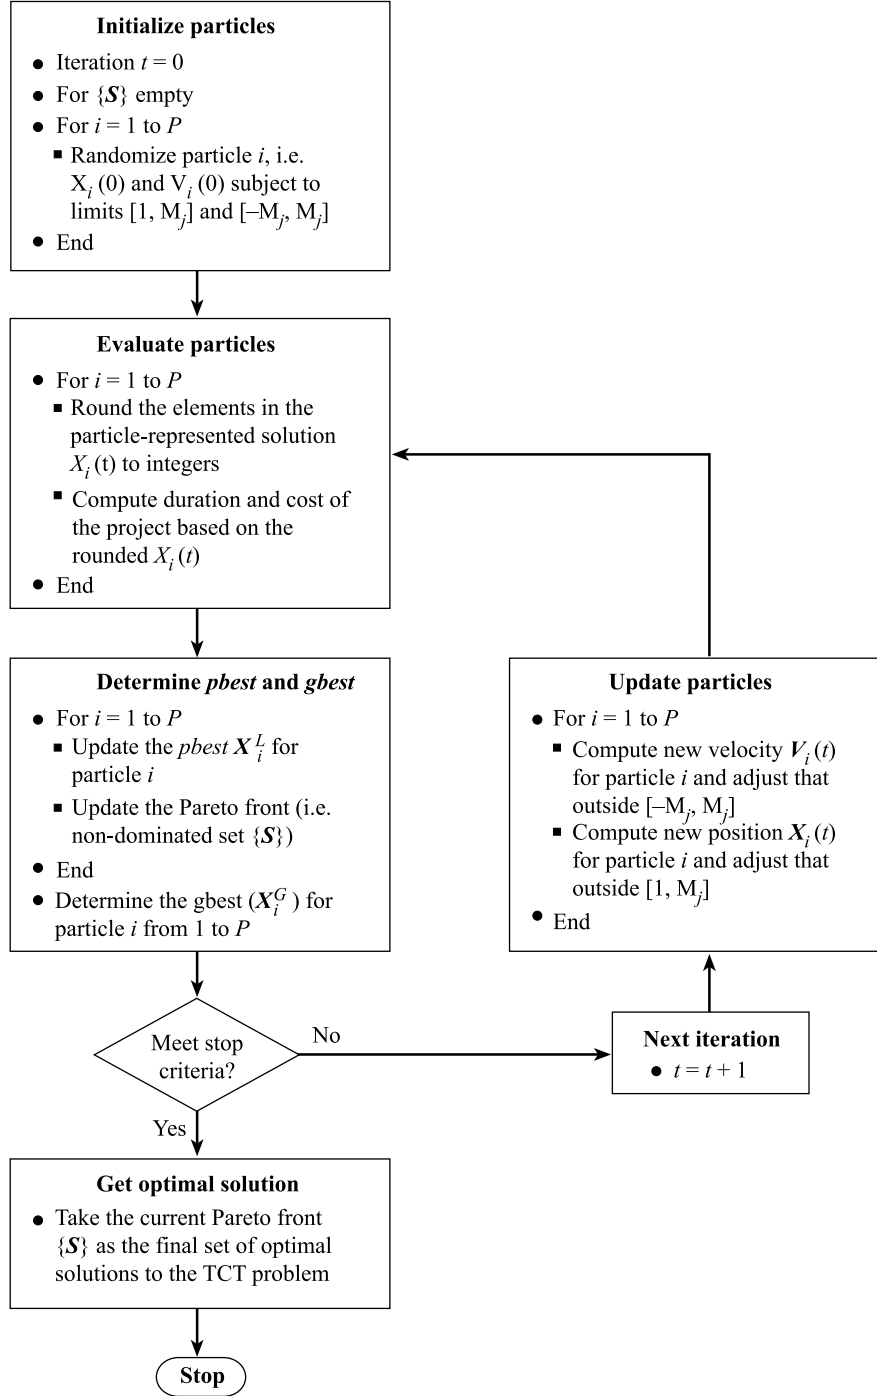 Initialize particles
● Iteration t = 0
● For {S} empty
● For i = 1 to P
■ Randomize particle i, i.e.
X_i (0) and V_i (0) subject to
limits [1, M_j] and [–M_j, M_j]
● End
Evaluate particles
● For i = 1 to P
■ Round the elements in the
particle-represented solution
X_i (t) to integers
■ Compute duration and cost of
the project based on the
rounded X_i (t)
● End
Determine pbest and gbest
● For i = 1 to P
■ Update the pbest X_i^L for
particle i
■ Update the Pareto front (i.e.
non-dominated set {S})
● End
● Determine the gbest (X_i^G) for
particle i from 1 to P
Update particles
● For i = 1 to P
■ Compute new velocity V_i (t)
for particle i and adjust that
outside [–M_j, M_j]
■ Compute new position X_i (t)
for particle i and adjust that
outside [1, M_j]
● End
Meet stop
criteria?
No
Next iteration
● t = t + 1
Yes
Get optimal solution
● Take the current Pareto front
{S} as the final set of optimal
solutions to the TCT problem
Stop